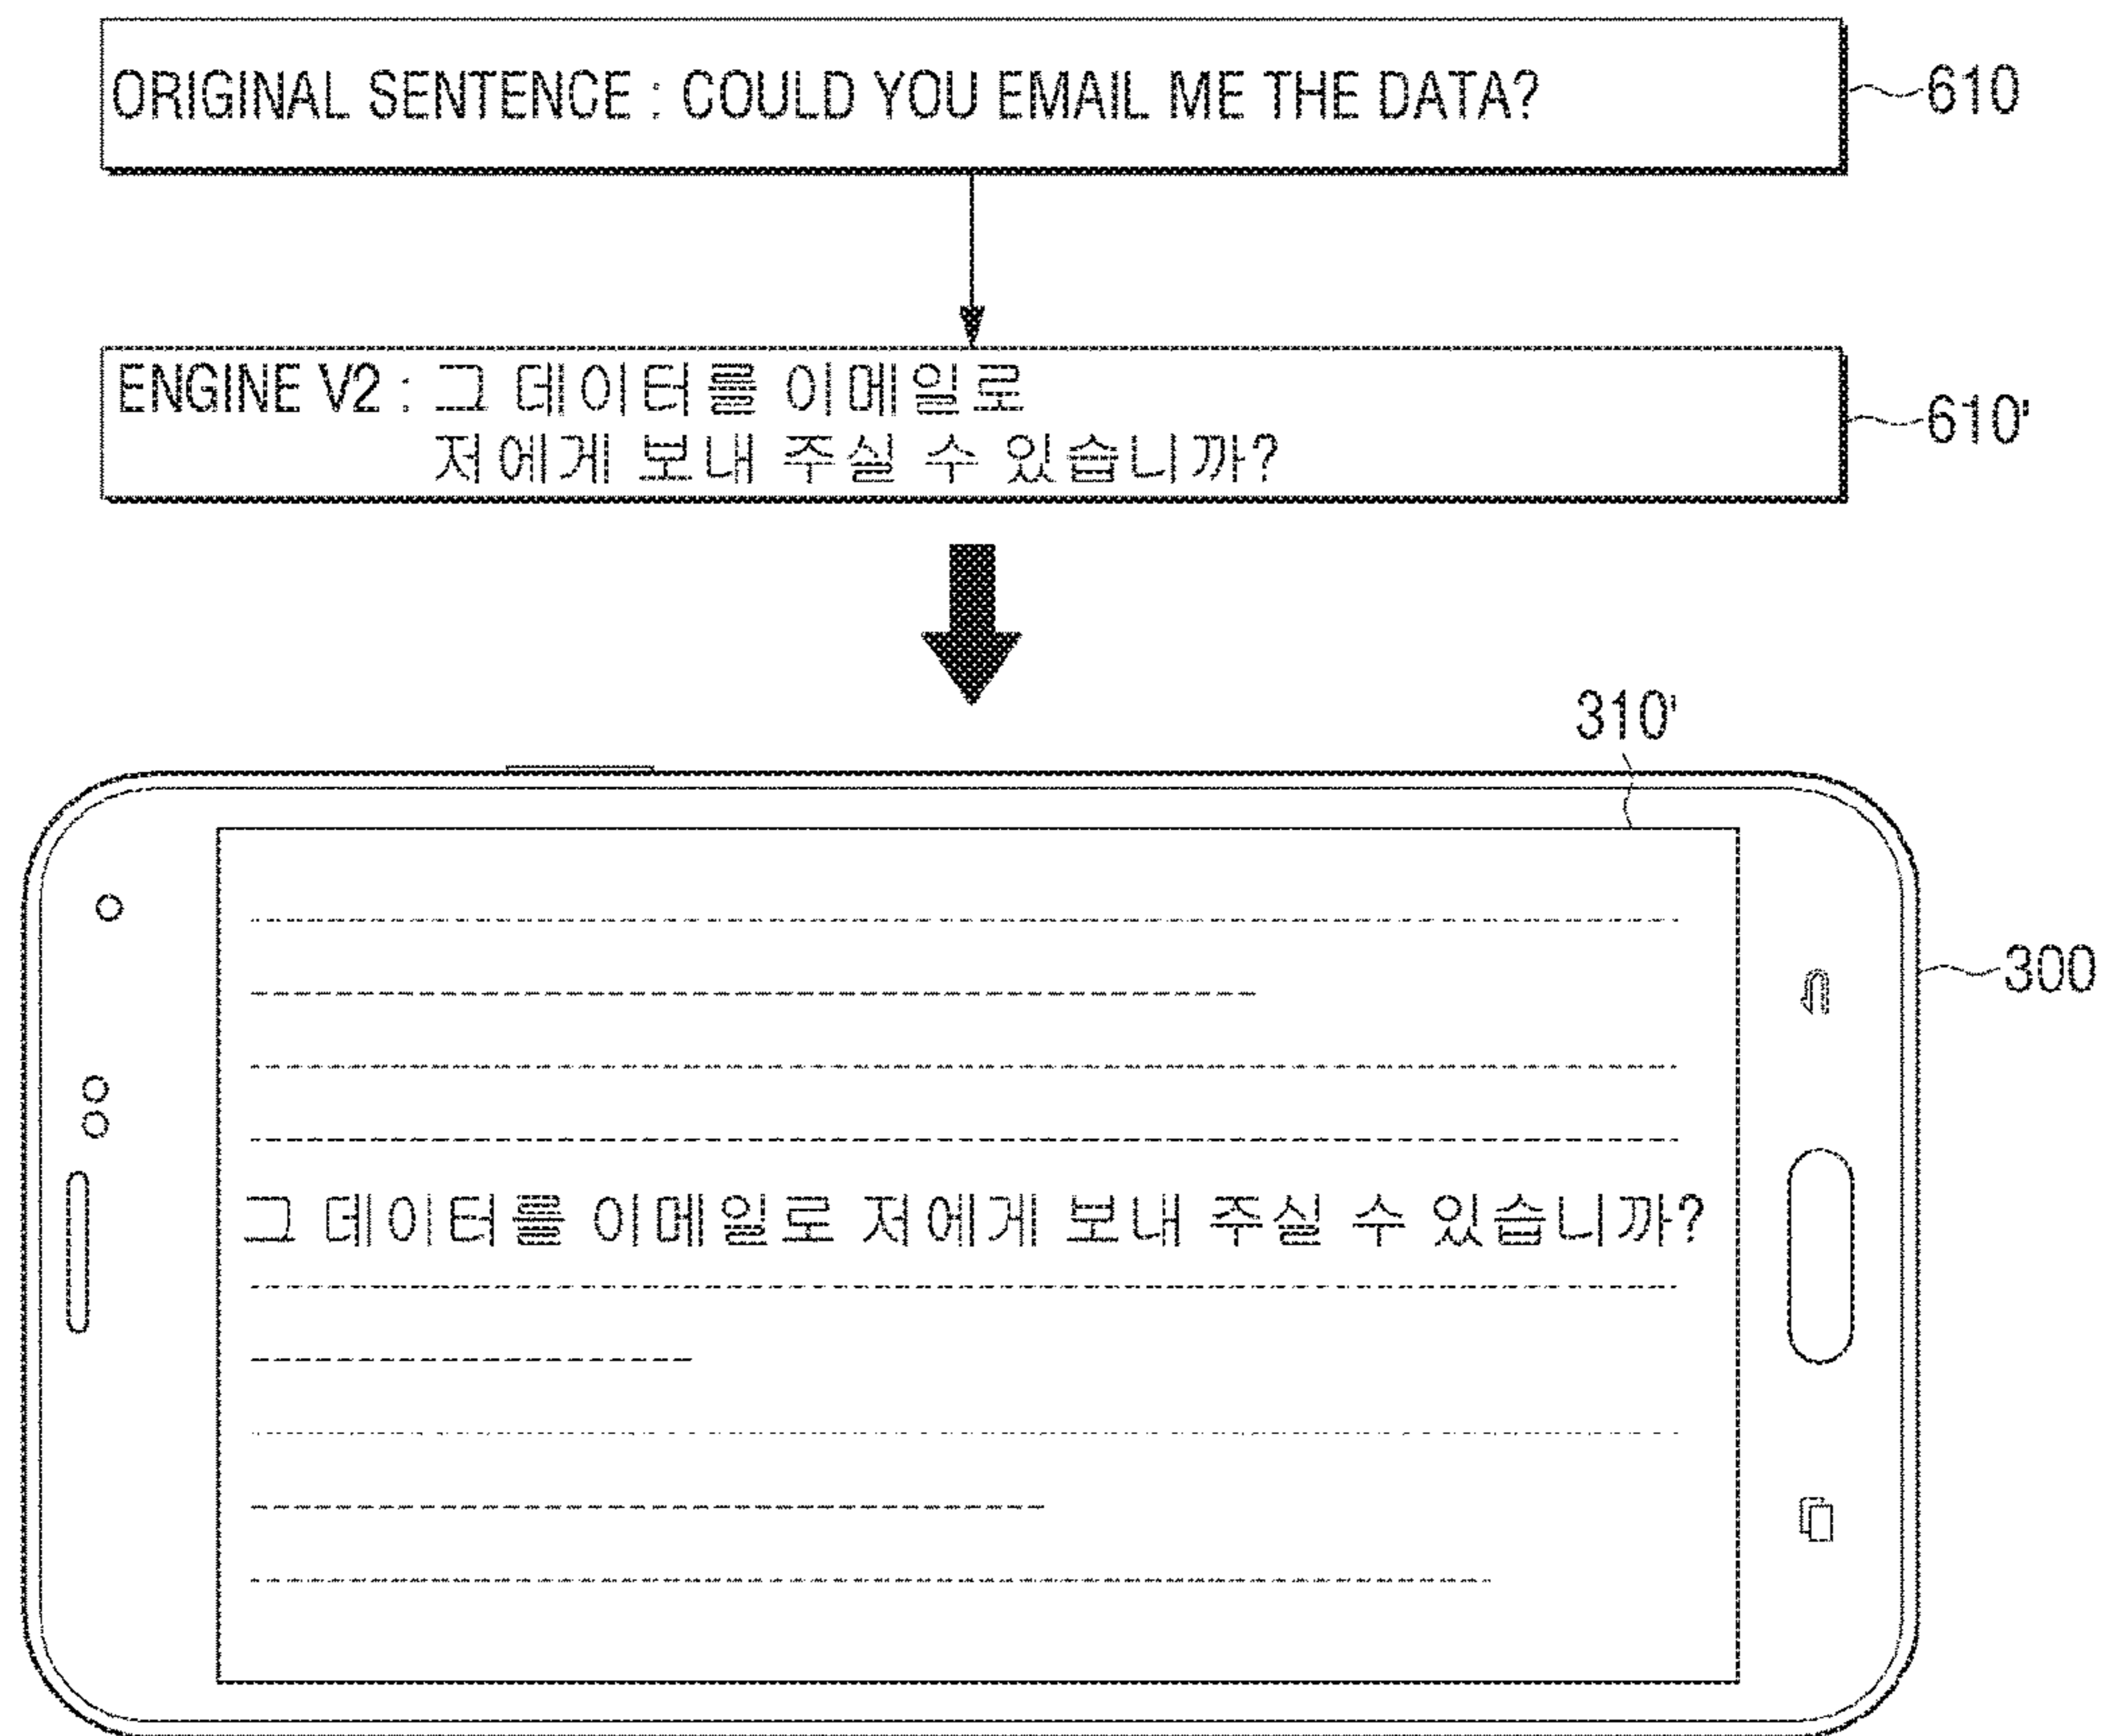 ORIGINAL SENTENCE : COULD YOU EMAIL ME THE DATA?
610
ENGINE V2 : 그 데이터를 이메일로
저에게 보내 주실 수 있습니까?
610'
310'
300
그 데이터를 이메일로 저에게 보내 주실 수 있습니까?